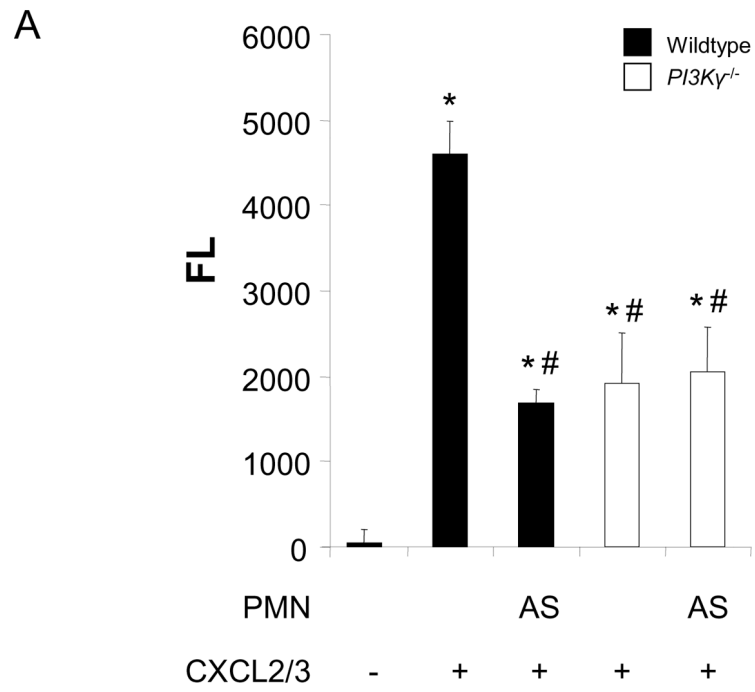 A
6000
Wildtype
PI3Kγ-/-
5000
*
4000
FL
3000
* #
* #
* #
2000
1000
0
PMN AS AS
CXCL2/3 - + + + +